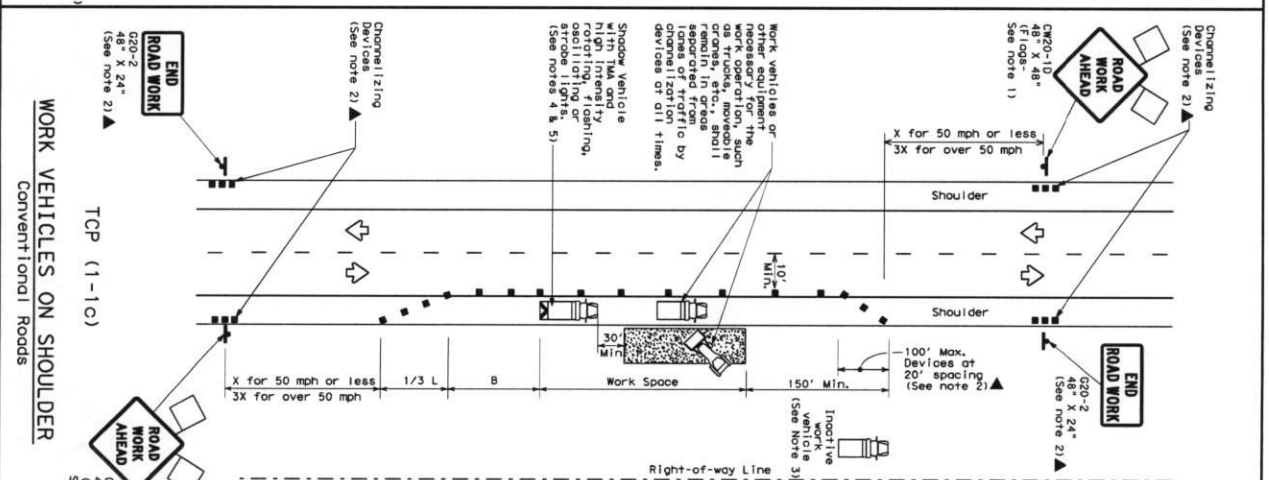 Channelizing
Devices
(See note 2)▲
CW20-1D
48" X 48"
(Flags-
See note 1)
ROAD
WORK
AHEAD
Work vehicles or
other equipment
necessary for the
work operation, such
as trucks, moveable
cranes, etc., shall
remain in areas
separated from
lanes of traffic by
channelization
devices at all times.
Shadow Vehicle
with TMA and
high intensity
rotating, flashing,
oscillating or
strobe lights.
(See notes 4 & 5)
Channelizing
Devices
(See note 2)▲
END
ROAD WORK
G20-2
48" X 24"
(See note 2)▲
X for 50 mph or less
3X for over 50 mph
Shoulder
10'
Min.
Shoulder
30'
Min
X for 50 mph or less
3X for over 50 mph
1/3 L
B
Work Space
150' Min.
100' Max.
Devices at
20' spacing
(See note 2)▲
END
ROAD WORK
G20-2
48" X 24"
(See note 2)▲
Inactive
work
vehicle
(See Note 3)
Right-of-way Line
ROAD
WORK
AHEAD
TCP (1-1c)
WORK VEHICLES ON SHOULDER
Conventional Roads